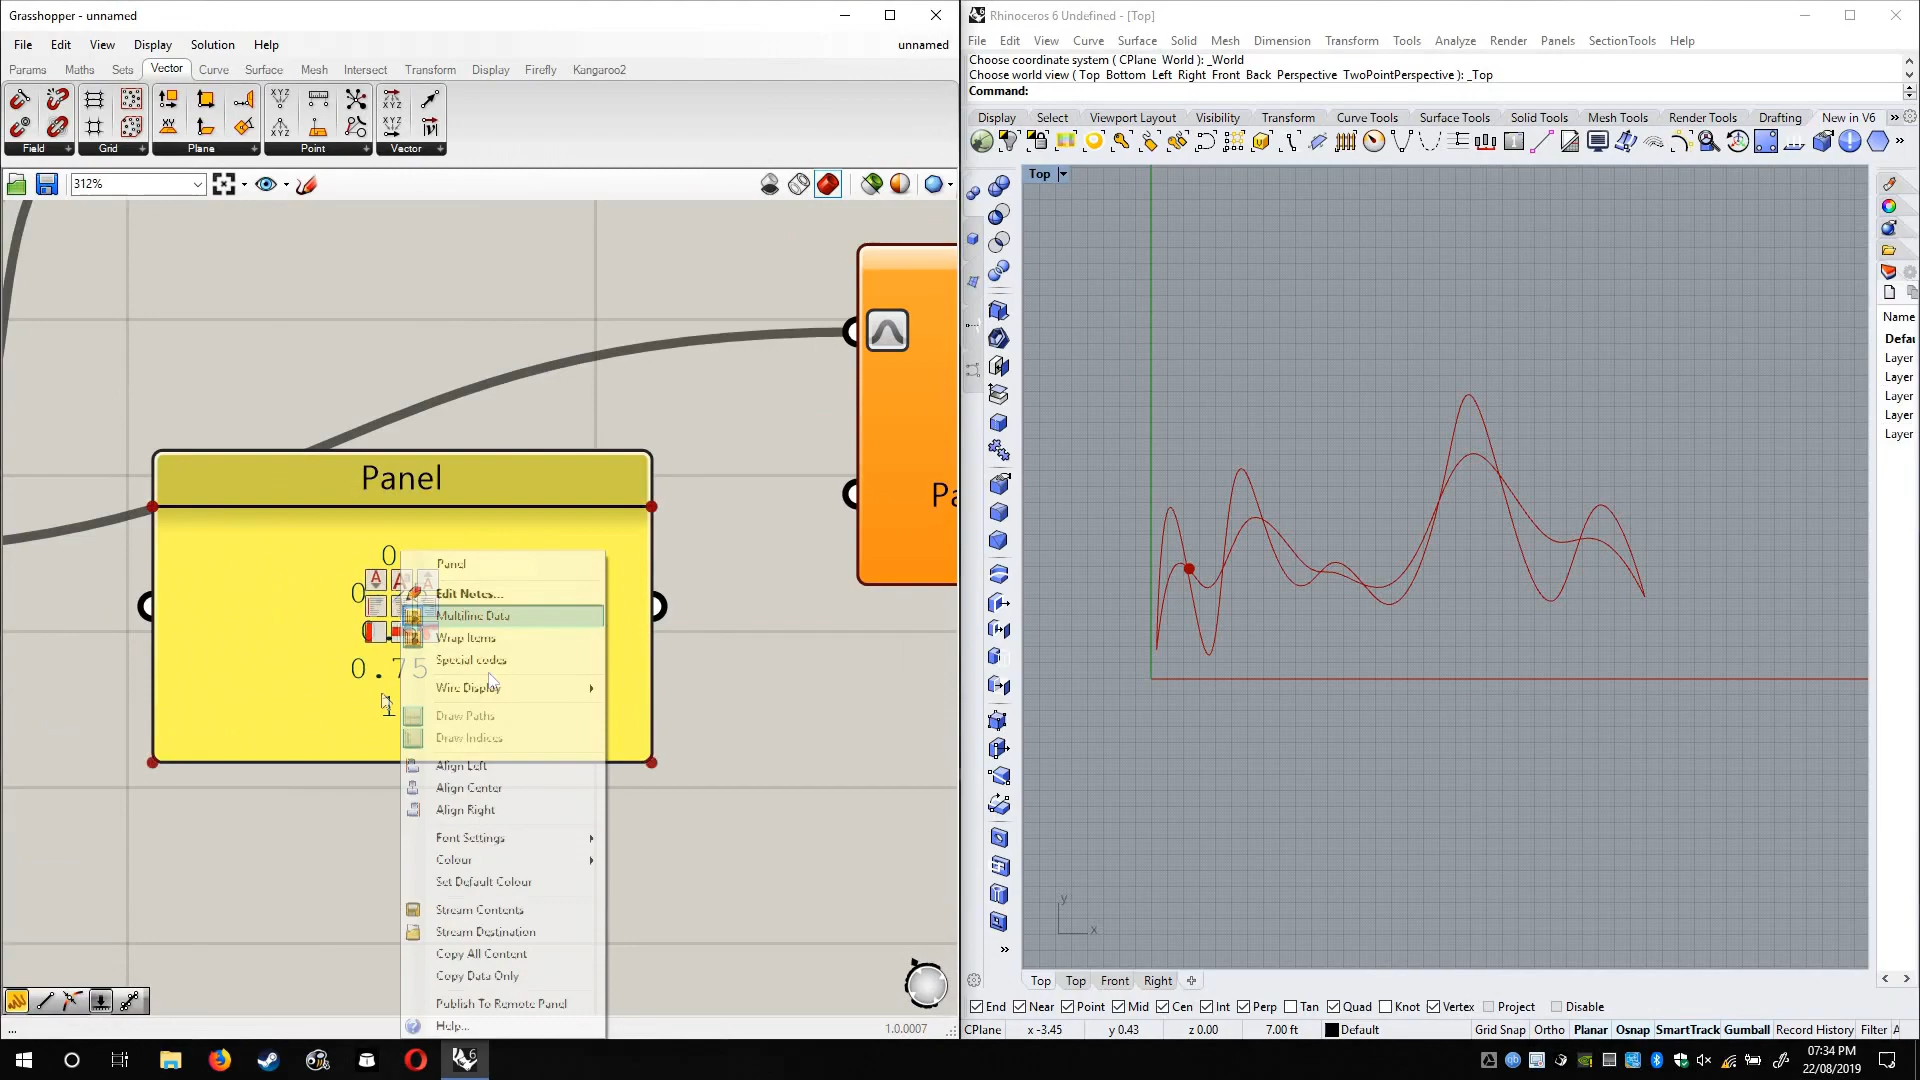 Grasshopper - unnamed
File Edit View Display Solution Help
unnamed
Params Maths Sets Vector Curve Surface Mesh Intersect Transform Display Firefly Kangaroo2
XYZ
XYZ
XYZ
XYZ
XY
Field Grid Plane Point Vector
312%
Panel
0
0
0.75
1
Pa
Panel
Edit Notes...
Multiline Data
Wrap Items
Special codes
Wire Display
Draw Paths
Draw Indices
Align Left
Align Center
Align Right
Font Settings
Colour
Set Default Colour
Stream Contents
Stream Destination
Copy All Content
Copy Data Only
Publish To Remote Panel
Help...
...
1.0.0007
Rhinoceros 6 Undefined - [Top]
File Edit View Curve Surface Solid Mesh Dimension Transform Tools Analyze Render Panels SectionTools Help
Choose coordinate system ( CPlane World ): _World
Choose world view ( Top Bottom Left Right Front Back Perspective TwoPointPerspective ): _Top
Command:
Display Select Viewport Layout Visibility Transform Curve Tools Surface Tools Solid Tools Mesh Tools Render Tools Drafting New in V6
Top
Name
Defau
Layer
Layer
Layer
Layer
Layer
y
x
Top Top Front Right
End Near Point Mid Cen Int Perp Tan Quad Knot Vertex Project Disable
CPlane x -3.45 y 0.43 z 0.00 7.00 ft Default Grid Snap Ortho Planar Osnap SmartTrack Gumball Record History Filter A
6
07:34 PM
22/08/2019